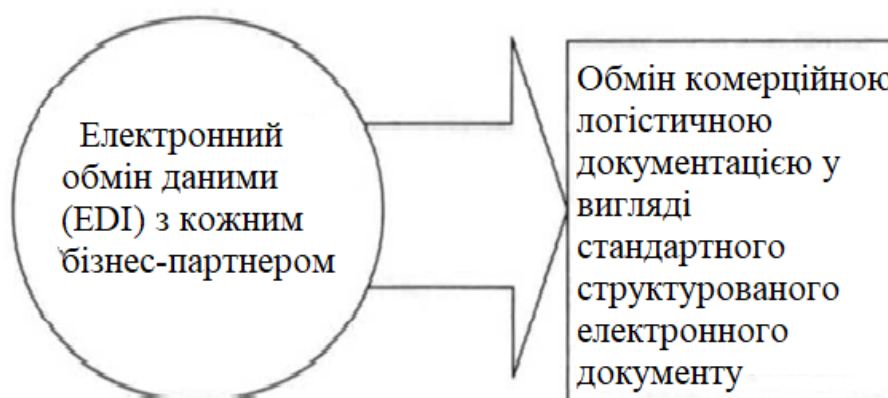 Електронний
обмін даними
(EDI) з кожним
бізнес-партнером
Обмін комерційною
логістичною
документацією у
вигляді
стандартного
структурованого
електронного
документу